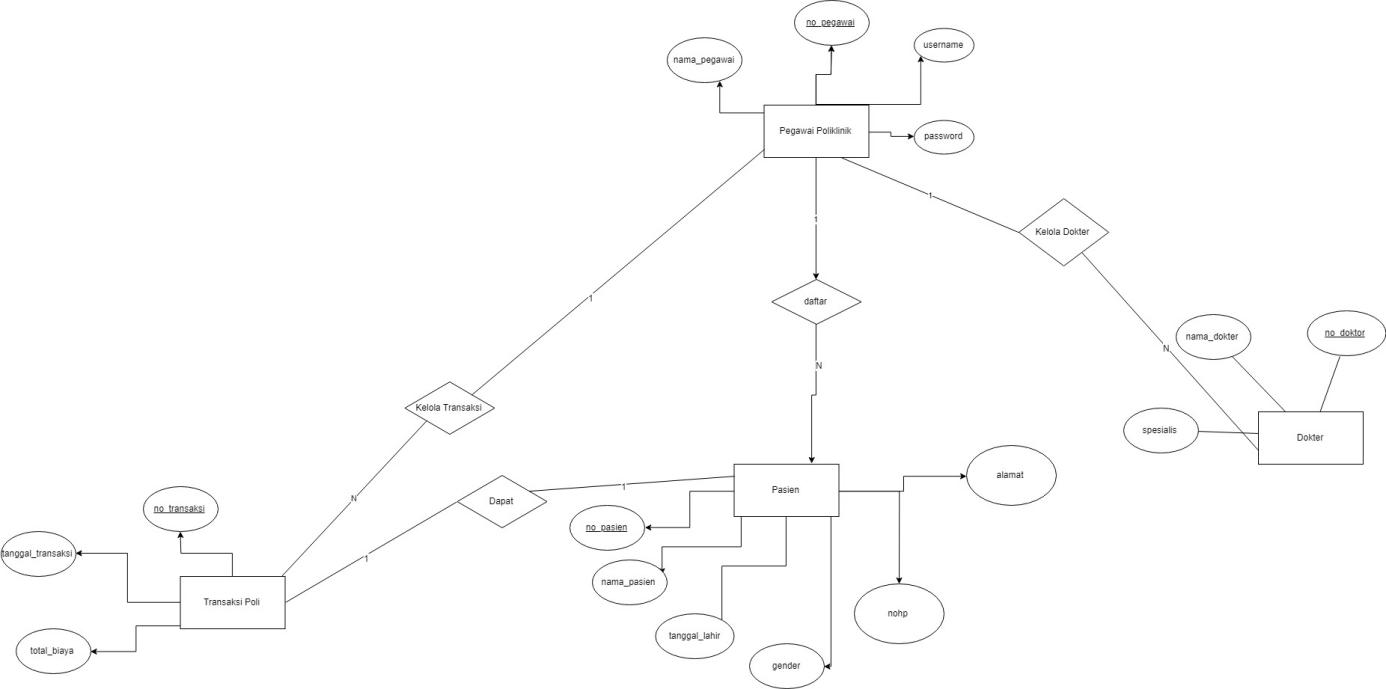 no_pegawai
username
nama_pegawai
Pegawai Poliklinik
password
1
1
Kelola Dokter
1
daftar
N
N
nama_dokter
no_doktor
Kelola Transaksi
spesialis
Dokter
N
1
Dapat
1
Pasien
alamat
no_transaksi
no_pasien
tanggal_transaksi
nama_pasien
Transaksi Poli
nohp
total_biaya
tanggal_lahir
gender